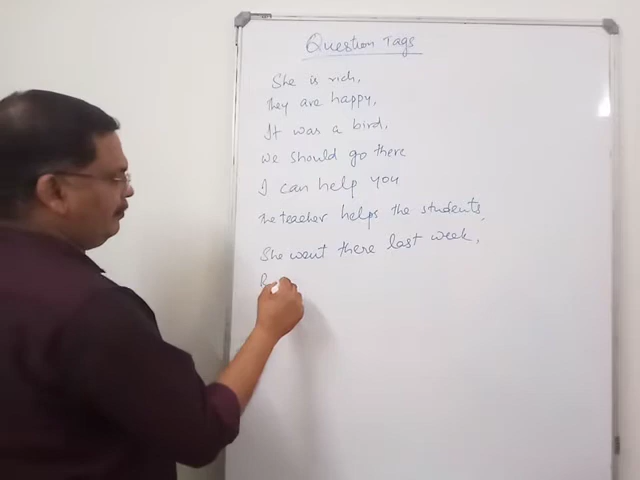 Question Tags
She is rich,
They are happy,
It was a bird,
We should go there
I can help you
The teacher helps the students,
She went there last week,